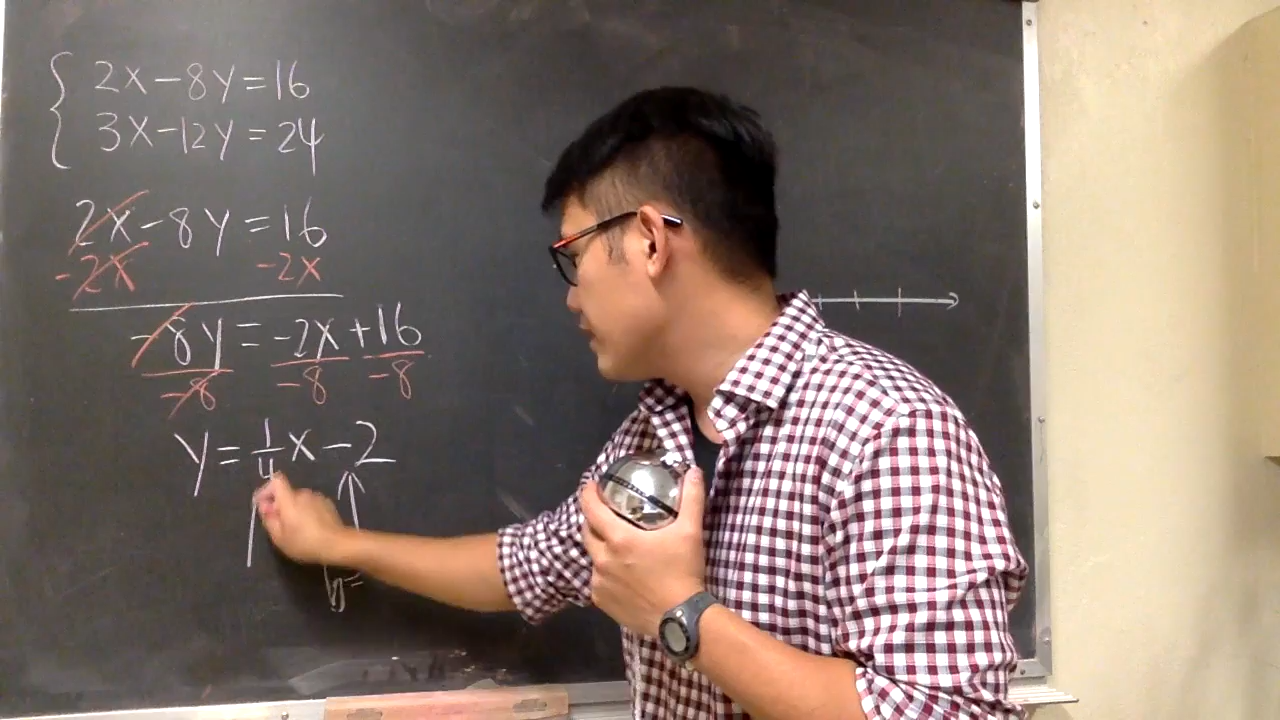 2x-8y=16
3x-12y=24
2x-8y=16
-2x -2x
-8y=-2x+16
-8 -8 -8
y=1/4x-2
b=